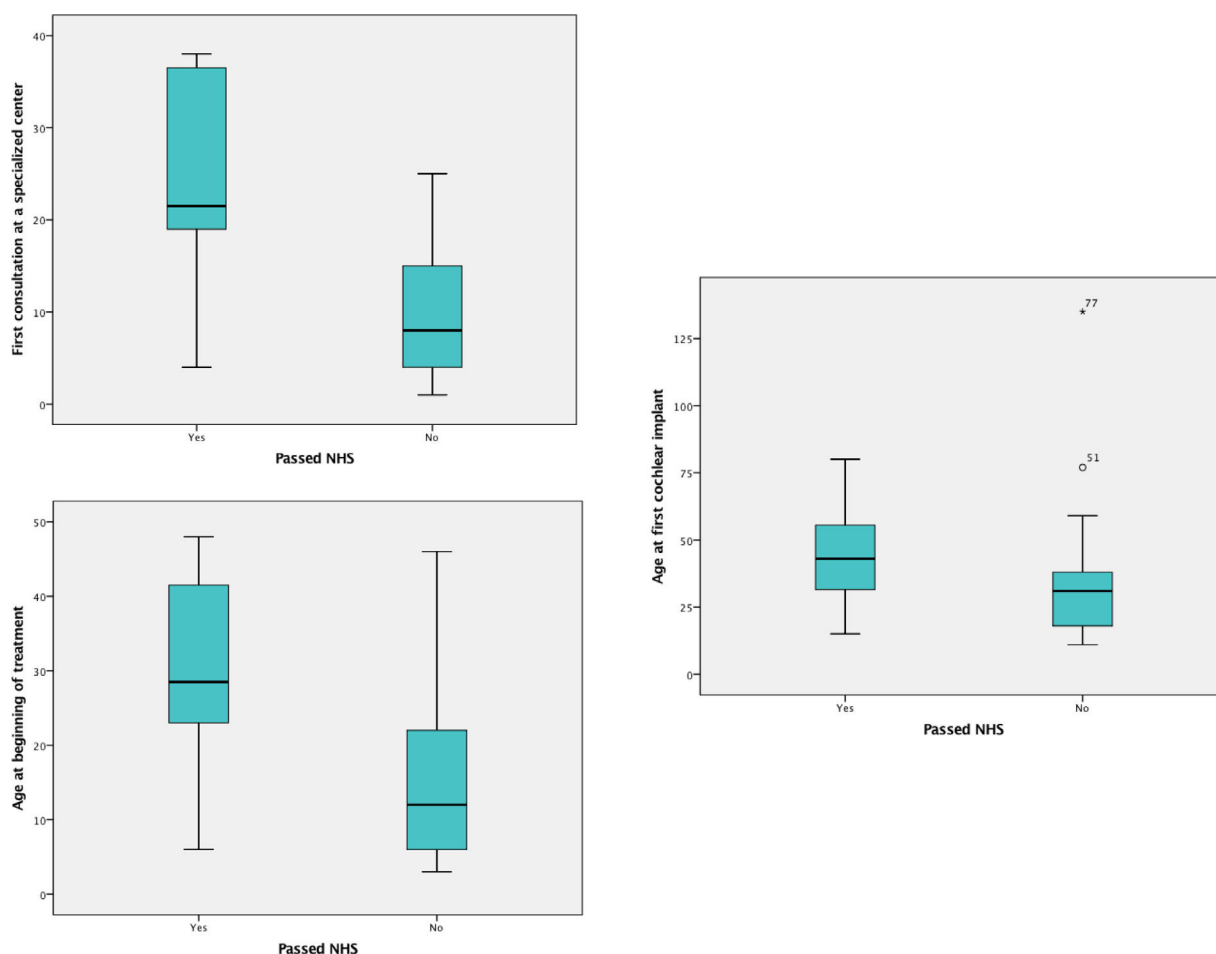 First consultation at a specialized center
40
30
20
10
0
Yes
No
Passed NHS
Age at beginning of treatment
50
40
30
20
10
0
Yes
No
Passed NHS
Age at first cochlear implant
125
100
75
50
25
0
*77
51
Yes
No
Passed NHS